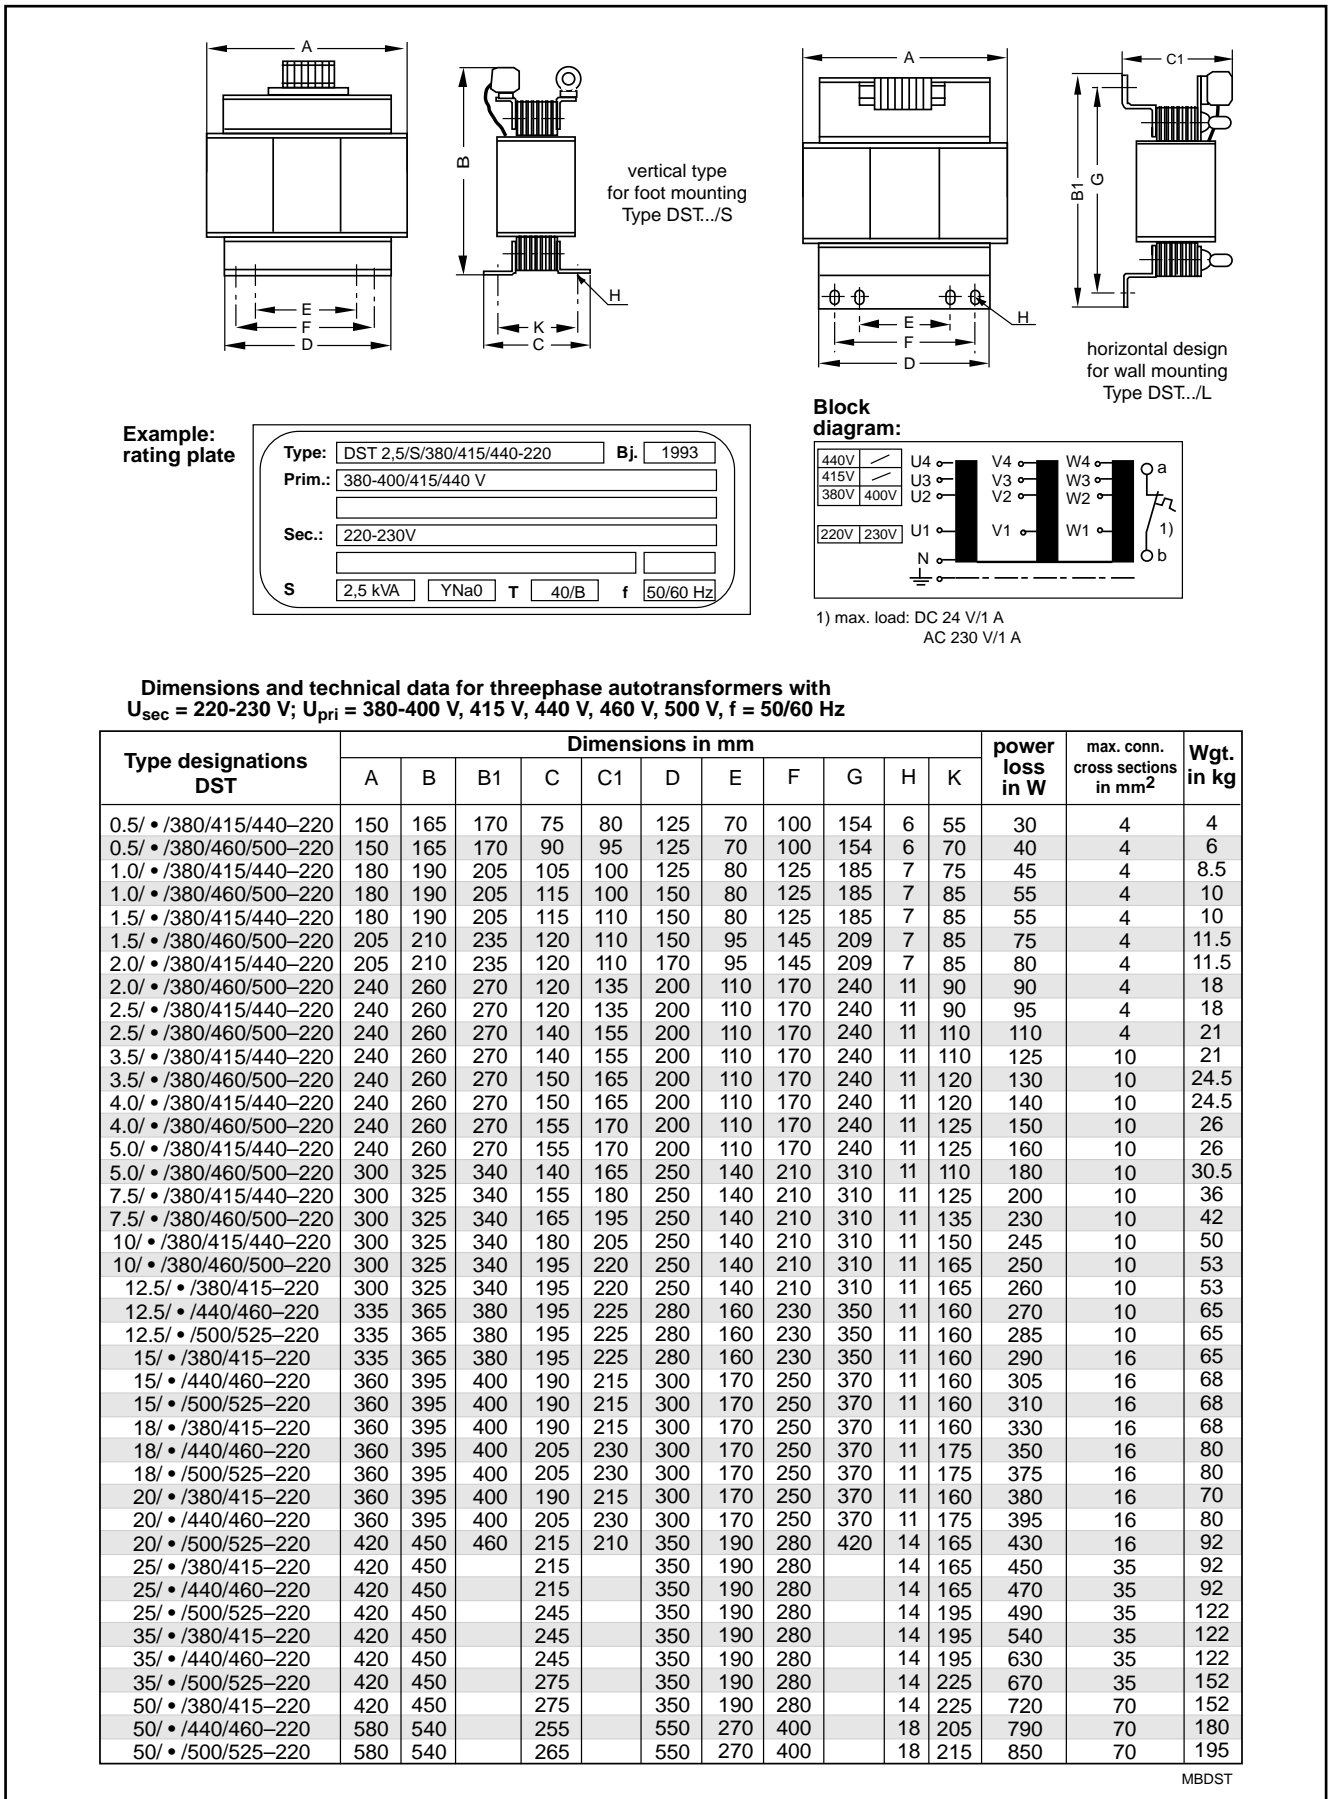 A
B
vertical type
for foot mounting
Type DST.../S
H
E
F
D
K
C
A
C1
B1
G
H
E
F
D
horizontal design
for wall mounting
Type DST.../L
Example:
rating plate
Type: DST 2,5/S/380/415/440-220 Bj. 1993
Prim.: 380-400/415/440 V
Sec.: 220-230V
S 2,5 kVA YNa0 T 40/B f 50/60 Hz
Block
diagram:
440V U4 V4 W4 a
415V U3 V3 W3
380V 400V U2 V2 W2
220V 230V U1 V1 W1 1)
N b
1) max. load: DC 24 V/1 A
AC 230 V/1 A
Dimensions and technical data for threephase autotransformers with
Usec = 220-230 V; Upri = 380-400 V, 415 V, 440 V, 460 V, 500 V, f = 50/60 Hz
Type designations
DST
Dimensions in mm
A B B1 C C1 D E F G H K
power
loss
in W
max. conn.
cross sections
in mm2
Wgt.
in kg
0.5/ • /380/415/440–220 150 165 170 75 80 125 70 100 154 6 55 30 4 4
0.5/ • /380/460/500–220 150 165 170 90 95 125 70 100 154 6 70 40 4 6
1.0/ • /380/415/440–220 180 190 205 105 100 125 80 125 185 7 75 45 4 8.5
1.0/ • /380/460/500–220 180 190 205 115 100 150 80 125 185 7 85 55 4 10
1.5/ • /380/415/440–220 180 190 205 115 110 150 80 125 185 7 85 55 4 10
1.5/ • /380/460/500–220 205 210 235 120 110 150 95 145 209 7 85 75 4 11.5
2.0/ • /380/415/440–220 205 210 235 120 110 170 95 145 209 7 85 80 4 11.5
2.0/ • /380/460/500–220 240 260 270 120 135 200 110 170 240 11 90 90 4 18
2.5/ • /380/415/440–220 240 260 270 120 135 200 110 170 240 11 90 95 4 18
2.5/ • /380/460/500–220 240 260 270 140 155 200 110 170 240 11 110 110 4 21
3.5/ • /380/415/440–220 240 260 270 140 155 200 110 170 240 11 110 125 10 21
3.5/ • /380/460/500–220 240 260 270 150 165 200 110 170 240 11 120 130 10 24.5
4.0/ • /380/415/440–220 240 260 270 150 165 200 110 170 240 11 120 140 10 24.5
4.0/ • /380/460/500–220 240 260 270 155 170 200 110 170 240 11 125 150 10 26
5.0/ • /380/415/440–220 240 260 270 155 170 200 110 170 240 11 125 160 10 26
5.0/ • /380/460/500–220 300 325 340 140 165 250 140 210 310 11 110 180 10 30.5
7.5/ • /380/415/440–220 300 325 340 155 180 250 140 210 310 11 125 200 10 36
7.5/ • /380/460/500–220 300 325 340 165 195 250 140 210 310 11 135 230 10 42
10/ • /380/415/440–220 300 325 340 180 205 250 140 210 310 11 150 245 10 50
10/ • /380/460/500–220 300 325 340 195 220 250 140 210 310 11 165 250 10 53
12.5/ • /380/415–220 300 325 340 195 220 250 140 210 310 11 165 260 10 53
12.5/ • /440/460–220 335 365 380 195 225 280 160 230 350 11 160 270 10 65
12.5/ • /500/525–220 335 365 380 195 225 280 160 230 350 11 160 285 10 65
15/ • /380/415–220 335 365 380 195 225 280 160 230 350 11 160 290 16 65
15/ • /440/460–220 360 395 400 190 215 300 170 250 370 11 160 305 16 68
15/ • /500/525–220 360 395 400 190 215 300 170 250 370 11 160 310 16 68
18/ • /380/415–220 360 395 400 190 215 300 170 250 370 11 160 330 16 68
18/ • /440/460–220 360 395 400 205 230 300 170 250 370 11 175 350 16 80
18/ • /500/525–220 360 395 400 205 230 300 170 250 370 11 175 375 16 80
20/ • /380/415–220 360 395 400 190 215 300 170 250 370 11 160 380 16 70
20/ • /440/460–220 360 395 400 205 230 300 170 250 370 11 175 395 16 80
20/ • /500/525–220 420 450 460 215 210 350 190 280 420 14 165 430 16 92
25/ • /380/415–220 420 450 215 350 190 280 14 165 450 35 92
25/ • /440/460–220 420 450 215 350 190 280 14 165 470 35 92
25/ • /500/525–220 420 450 245 350 190 280 14 195 490 35 122
35/ • /380/415–220 420 450 245 350 190 280 14 195 540 35 122
35/ • /440/460–220 420 450 245 350 190 280 14 195 630 35 122
35/ • /500/525–220 420 450 275 350 190 280 14 225 670 35 152
50/ • /380/415–220 420 450 275 350 190 280 14 225 720 70 152
50/ • /440/460–220 580 540 255 550 270 400 18 205 790 70 180
50/ • /500/525–220 580 540 265 550 270 400 18 215 850 70 195
MBDST